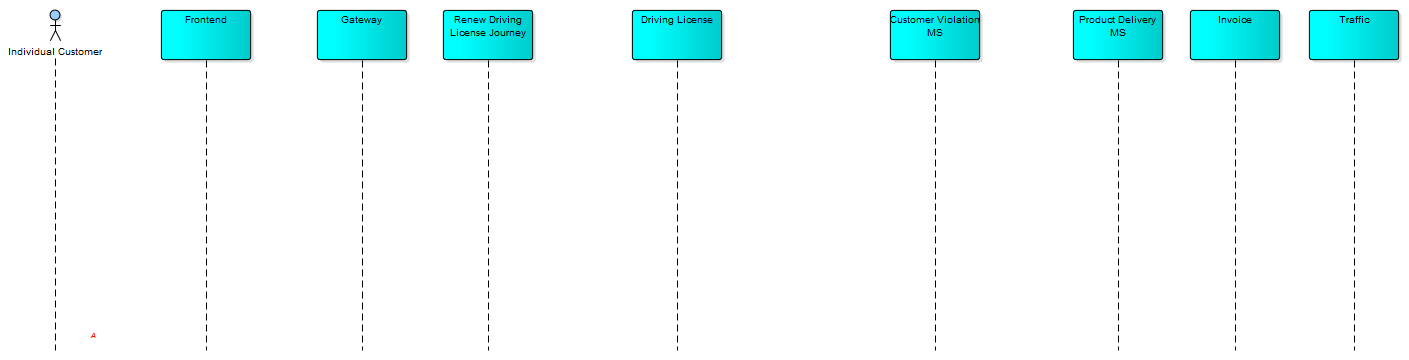 Individual Customer
Frontend
Gateway
Renew Driving
License Journey
Driving License
Customer Violation
MS
Product Delivery
MS
Invoice
Traffic
A